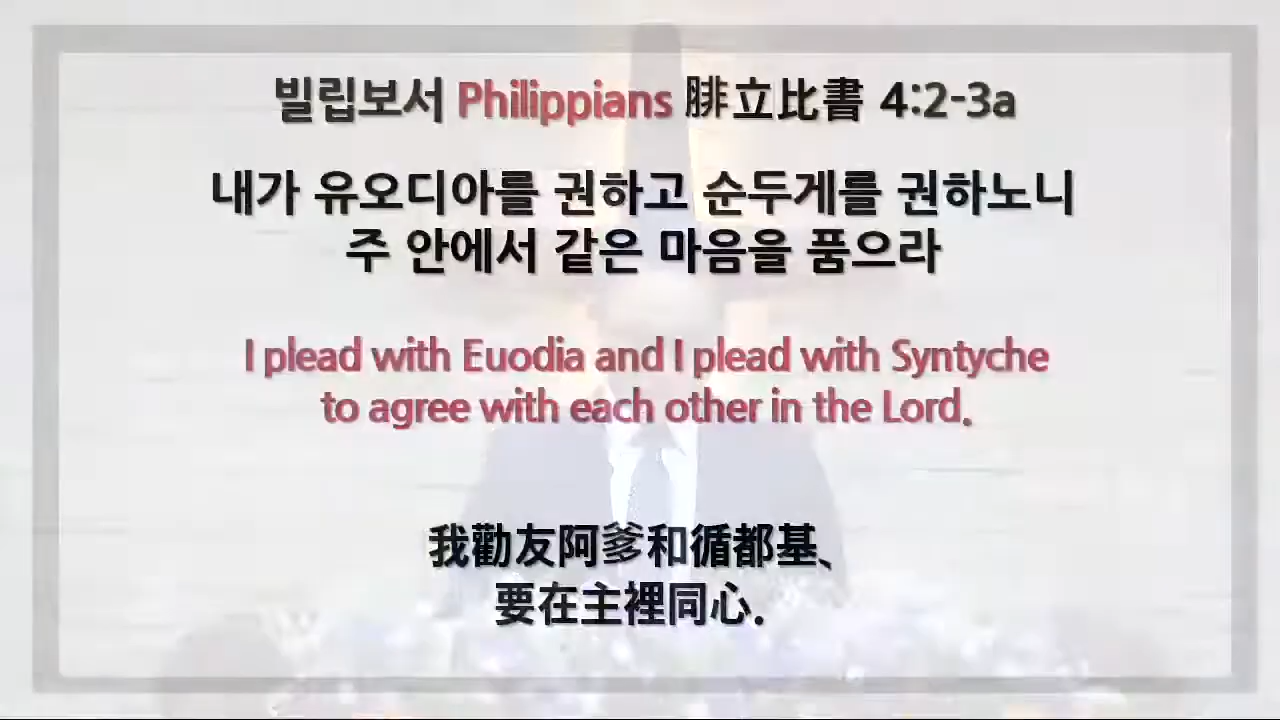 빌립보서 Philippians 腓立比書 4:2-3a
내가 유오디아를 권하고 순두게를 권하노니
주 안에서 같은 마음을 품으라
I plead with Euodia and I plead with Syntyche
to agree with each other in the Lord.
我勸友阿爹和循都基、
要在主裡同心.